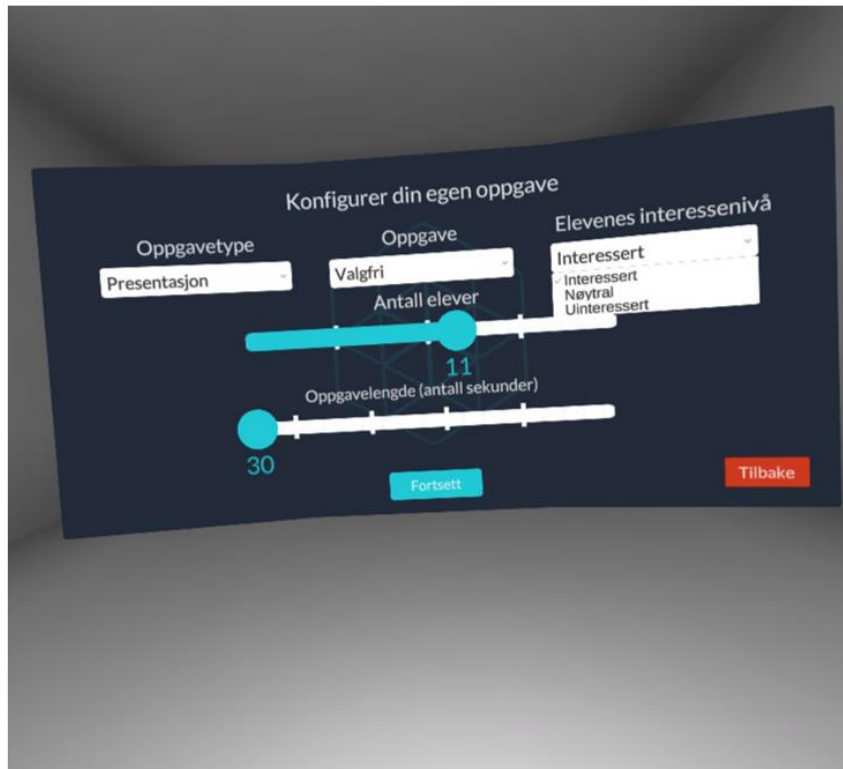 Konfigurer din egen oppgave
Oppgavetype
Oppgave
Elevenes interessenivå
Presentasjon
Valgfri
Interessert
Interessert
Nøytral
Uinteressert
Antall elever
11
Oppgavelengde (antall sekunder)
30
Fortsett
Tilbake